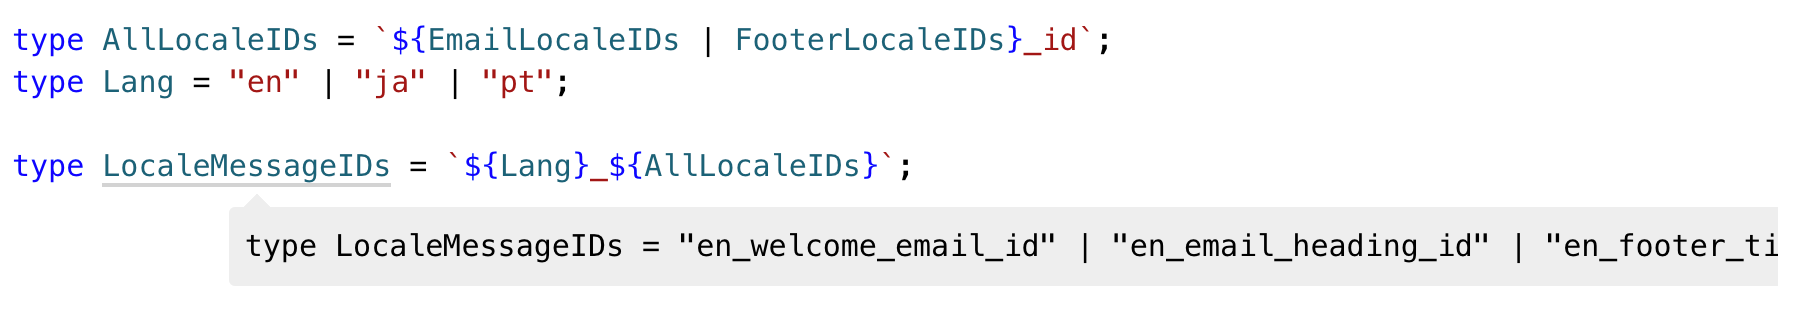 type AllLocaleIDs = `${EmailLocaleIDs | FooterLocaleIDs}_id`;
type Lang = "en" | "ja" | "pt";
type LocaleMessageIDs = `${Lang}_${AllLocaleIDs}`;
type LocaleMessageIDs = "en_welcome_email_id" | "en_email_heading_id" | "en_footer_ti